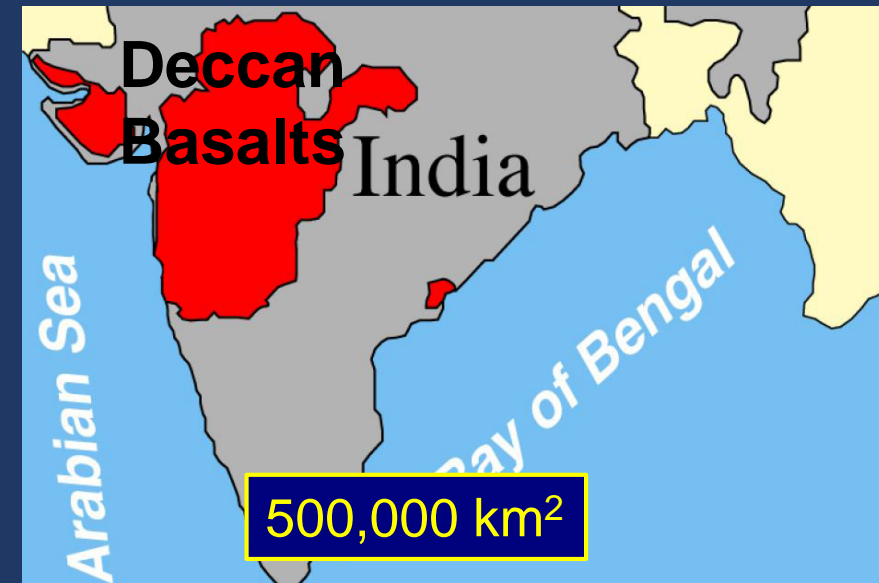 Deccan
Basalts
India
Arabian Sea
Bay of Bengal
500,000 km²